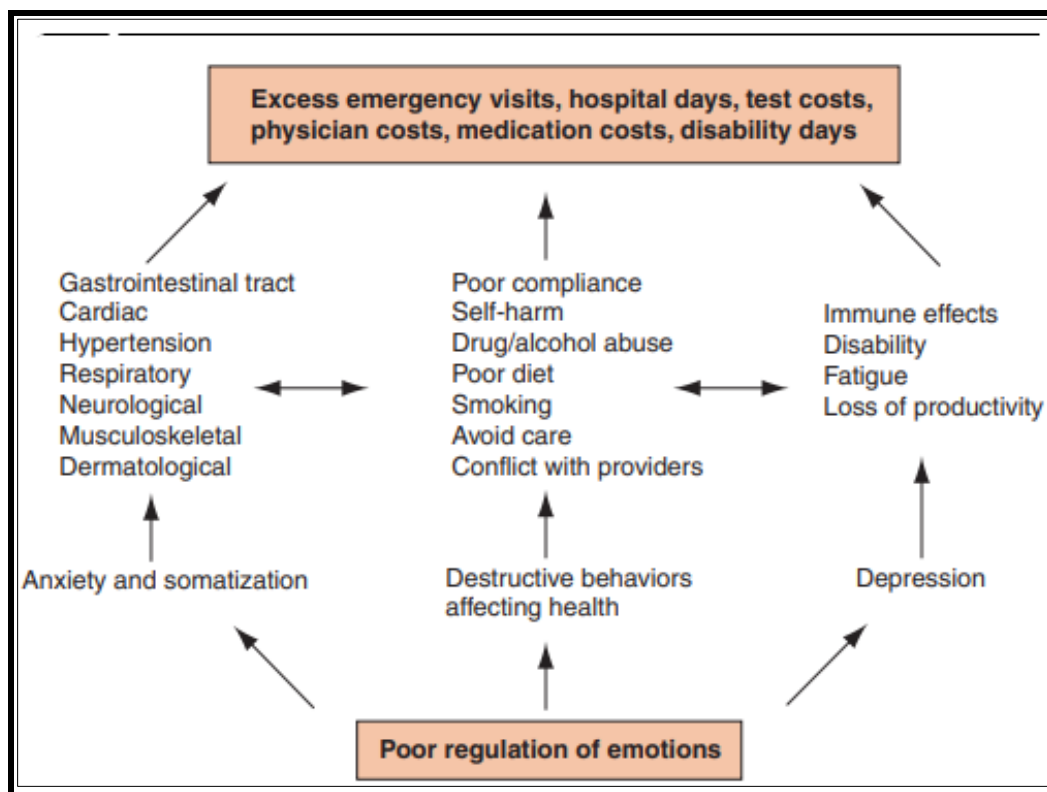 Excess emergency visits, hospital days, test costs,
physician costs, medication costs, disability days
Gastrointestinal tract
Cardiac
Hypertension
Respiratory
Neurological
Musculoskeletal
Dermatological
Poor compliance
Self-harm
Drug/alcohol abuse
Poor diet
Smoking
Avoid care
Conflict with providers
Immune effects
Disability
Fatigue
Loss of productivity
Anxiety and somatization
Destructive behaviors
affecting health
Depression
Poor regulation of emotions